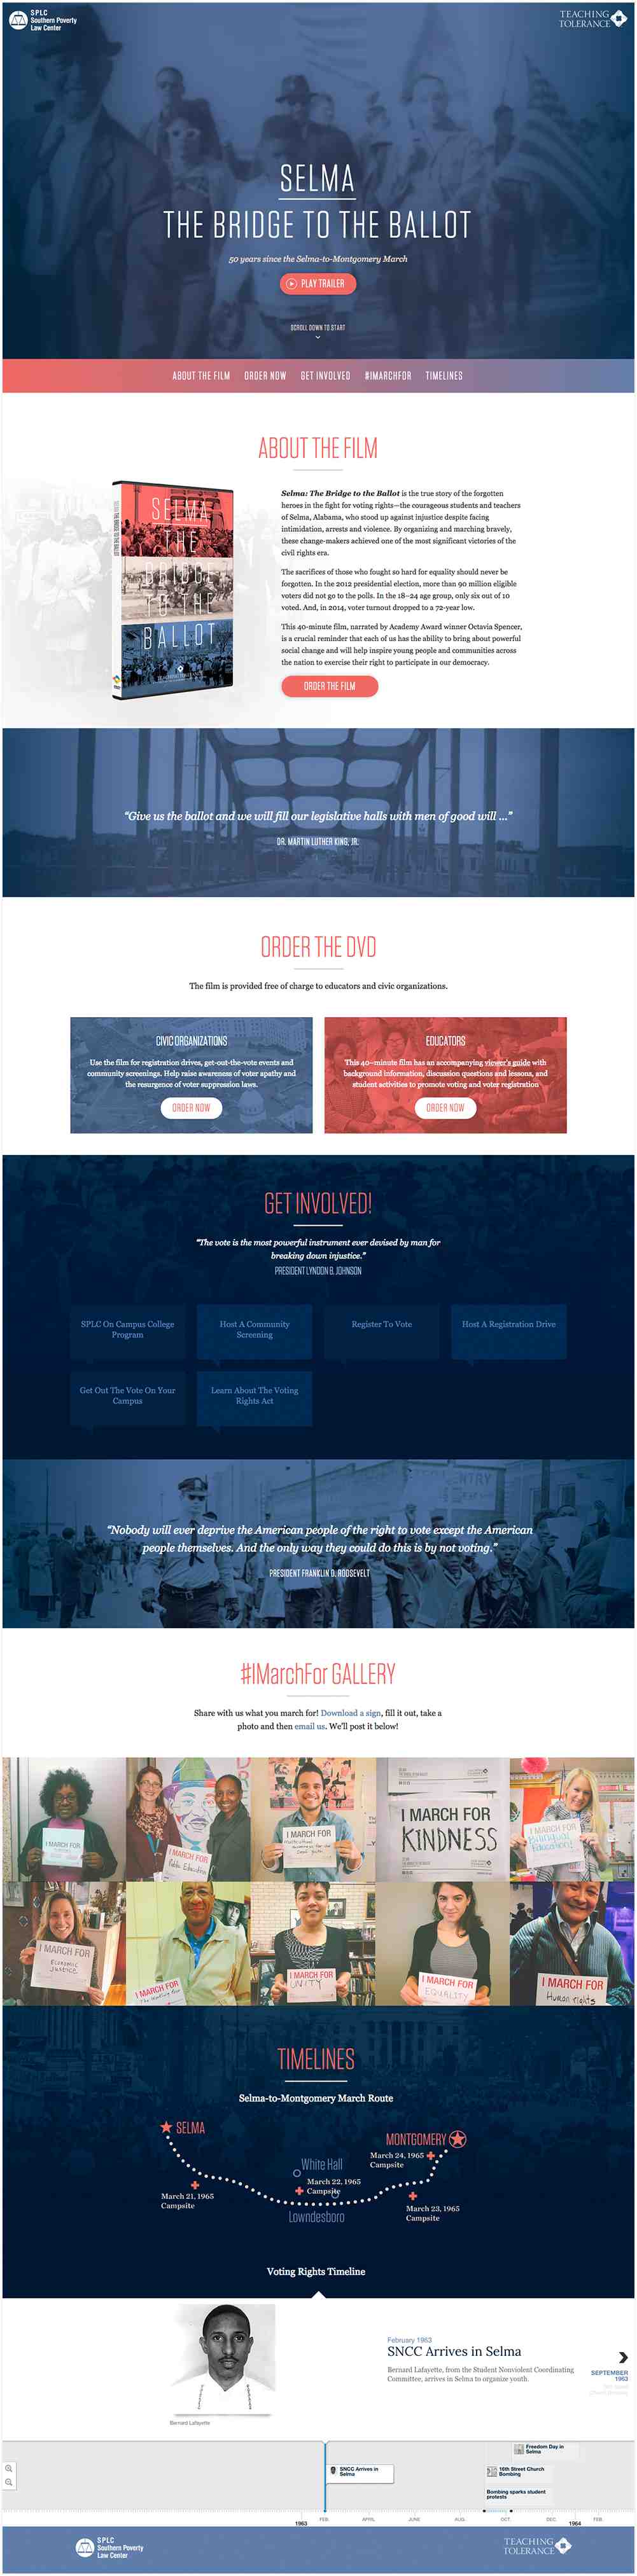 SPLC
Southern Poverty
Law Center
TEACHING
TOLERANCE
SELMA
THE BRIDGE TO THE BALLOT
50 years since the Selma-to-Montgomery March
PLAY TRAILER
SCROLL DOWN TO START
ABOUT THE FILM ORDER NOW GET INVOLVED #IMARCHFOR TIMELINES
ABOUT THE FILM
SELMA
THE
BRIDGE
TO THE
BALLOT
Selma: The Bridge to the Ballot is the true story of the forgotten
heroes in the fight for voting rights—the courageous students and teachers
of Selma, Alabama, who stood up against injustice despite facing
intimidation, arrests and violence. By organizing and marching bravely,
these change-makers achieved one of the most significant victories of the
civil rights era.
The sacrifices of those who fought so hard for equality should never be
forgotten. In the 2012 presidential election, more than 90 million eligible
voters did not go to the polls. In the 18–24 age group, only six out of 10
voted. And, in 2014, voter turnout dropped to a 72-year low.
This 40-minute film, narrated by Academy Award winner Octavia Spencer,
is a crucial reminder that each of us has the ability to bring about powerful
social change and will help inspire young people and communities across
the nation to exercise their right to participate in our democracy.
ORDER THE FILM
"Give us the ballot and we will fill our legislative halls with men of good will ..."
DR. MARTIN LUTHER KING, JR.
ORDER THE DVD
The film is provided free of charge to educators and civic organizations.
CIVIC ORGANIZATIONS
Use the film for registration drives, get-out-the-vote events and
community screenings. Help raise awareness of voter apathy and
the resurgence of voter suppression laws.
ORDER NOW
EDUCATORS
This 40–minute film has an accompanying viewer's guide with
background information, discussion questions and lessons, and
student activities to promote voting and voter registration
ORDER NOW
GET INVOLVED!
"The vote is the most powerful instrument ever devised by man for
breaking down injustice."
PRESIDENT LYNDON B. JOHNSON
SPLC On Campus College
Program
Host A Community
Screening
Register To Vote
Host A Registration Drive
Get Out The Vote On Your
Campus
Learn About The Voting
Rights Act
"Nobody will ever deprive the American people of the right to vote except the American
people themselves. And the only way they could do this is by not voting."
PRESIDENT FRANKLIN D. ROOSEVELT
#IMarchFor GALLERY
Share with us what you march for! Download a sign, fill it out, take a
photo and then email us. We'll post it below!
I MARCH FOR
I MARCH FOR
Public Education
I MARCH FOR
I MARCH FOR
KINDNESS
I MARCH FOR
I MARCH FOR
Economic
Justice
I MARCH FOR
I MARCH FOR
UNITY
I MARCH FOR
EQUALITY
I MARCH FOR
Human rights
TIMELINES
Selma-to-Montgomery March Route
SELMA
MONTGOMERY
March 24, 1965
Campsite
White Hall
March 22, 1965
Campsite
March 21, 1965
Campsite
March 23, 1965
Campsite
Lowndesboro
Voting Rights Timeline
February 1963
SNCC Arrives in Selma
Bernard Lafayette, from the Student Nonviolent Coordinating
Committee, arrives in Selma to organize youth.
SEPTEMBER
1963
Bernard Lafayette
Freedom Day in
Selma
SNCC Arrives in
Selma
16th Street Church
Bombing
Bombing sparks student
protests
FEB. APRIL JUNE AUG. OCT. DEC. FEB.
1963 1964
SPLC
Southern Poverty
Law Center
TEACHING
TOLERANCE